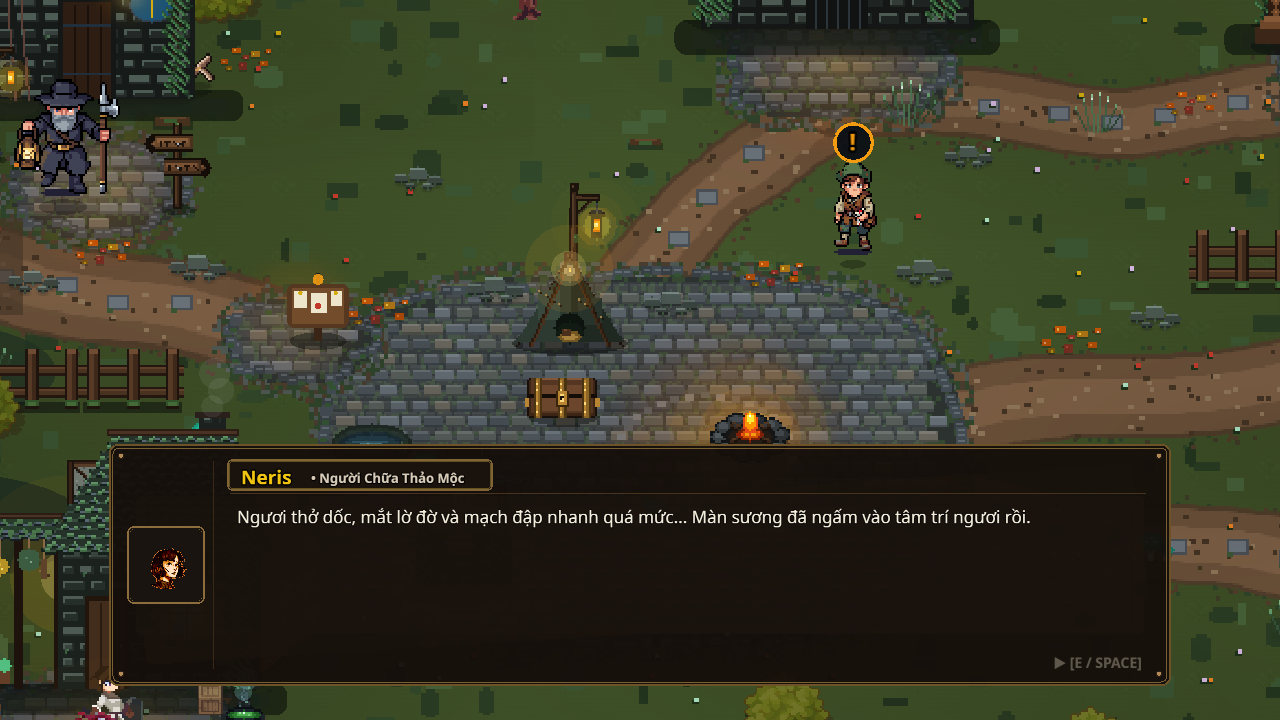 !
Neris
• Người Chữa Thảo Mộc
Ngươi thở dốc, mắt lờ đờ và mạch đập nhanh quá mức... Màn sương đã ngấm vào tâm trí ngươi rồi.
▶ [E / SPACE]